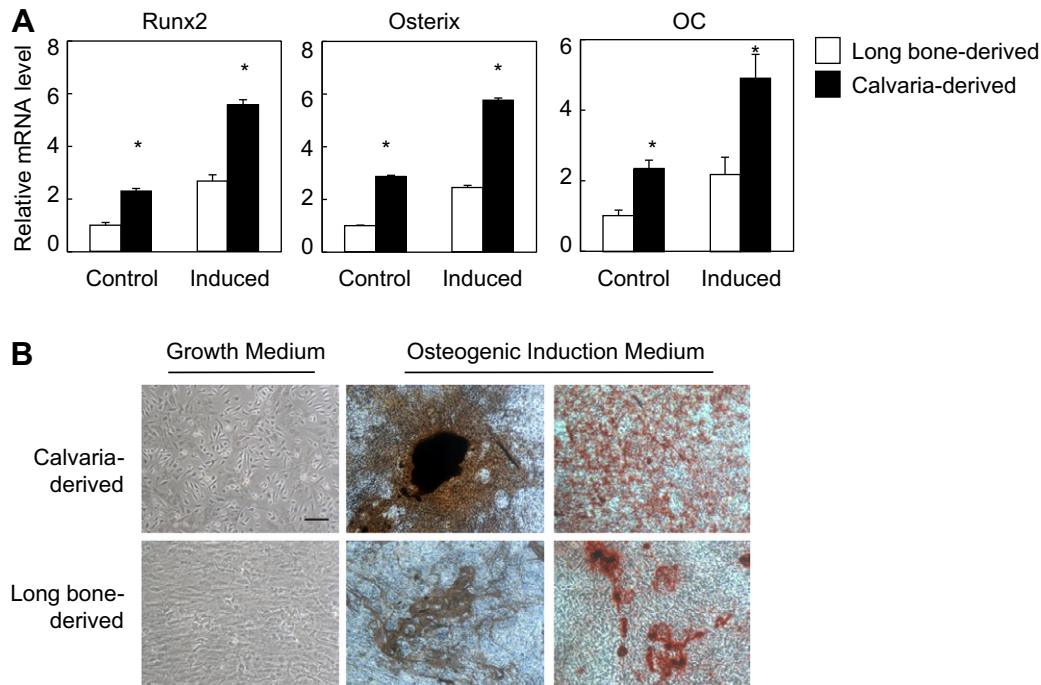 A
Runx2
Osterix
OC
Long bone-derived
Calvaria-derived
Relative mRNA level
8
6
4
2
0
*
*
Control
Induced
8
6
4
2
0
*
*
Control
Induced
6
4
2
0
*
*
Control
Induced
B
Growth Medium
Osteogenic Induction Medium
Calvaria-
derived
Long bone-
derived